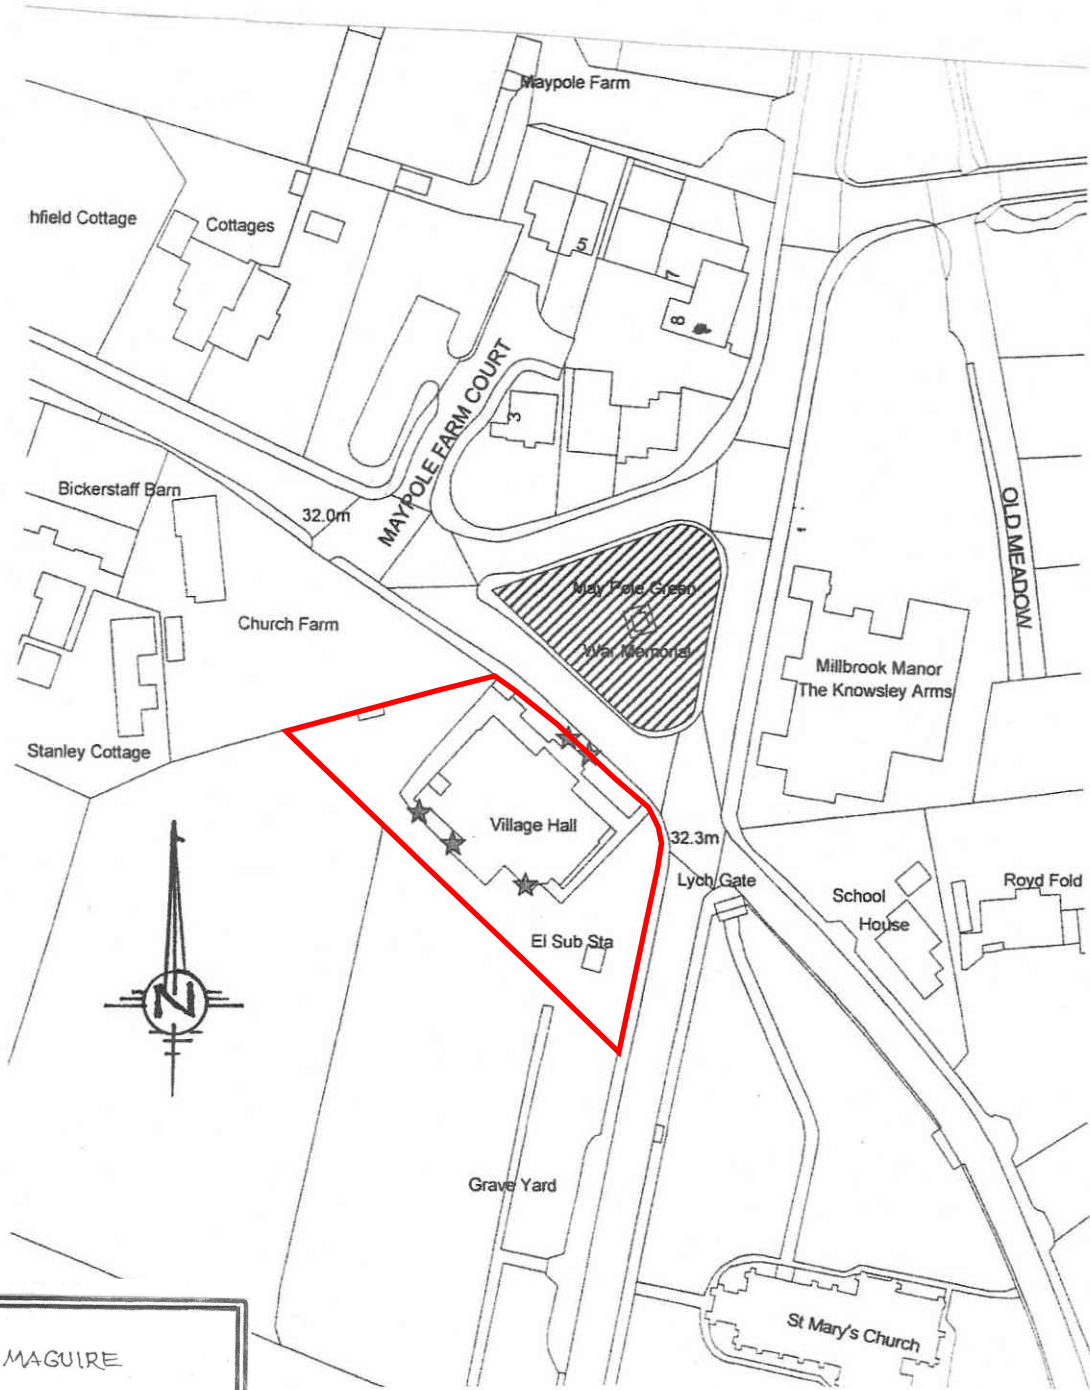 Maypole Farm
hfield Cottage
Cottages
5
7
8
3
MAYPOLE FARM COURT
Bickerstaff Barn
32.0m
OLD MEADOW
May Pole Green
War Memorial
Church Farm
Millbrook Manor
The Knowsley Arms
Stanley Cottage
Village Hall
32.3m
Lych Gate
School
House
Royd Fold
El Sub Sta
N
Grave Yard
St Mary's Church
MAGUIRE